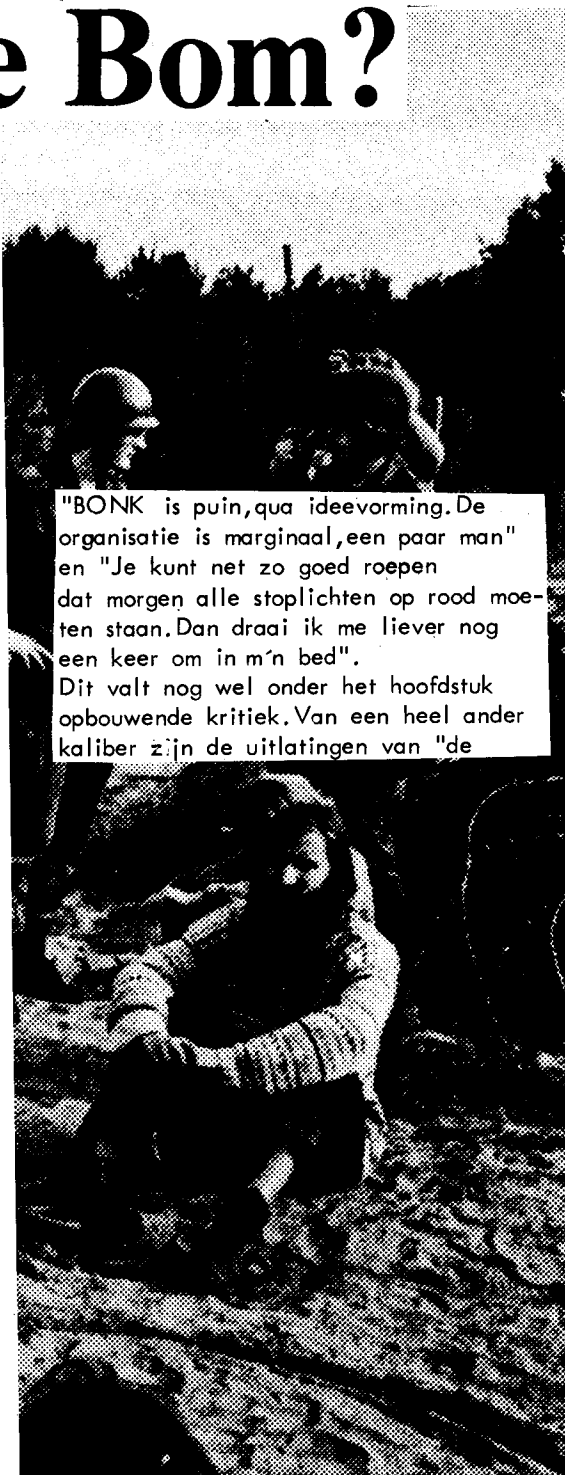 e Bom?
"BONK is puin,qua ideevorming.De
organisatie is marginaal,een paar man"
en "Je kunt net zo goed roepen
dat morgen alle stoplichten op rood moe-
ten staan.Dan draai ik me liever nog
een keer om in m´n bed".
Dit valt nog wel onder het hoofdstuk
opbouwende kritiek.Van een heel ander
kaliber zijn de uitlatingen van "de